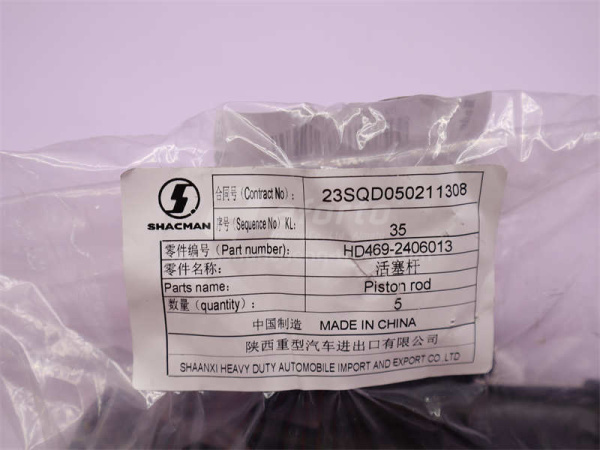 SHACMAN
合同号(Contract No): 23SQD050211308
序号(Sequence No) KL: 35
零件编号(Part number): HD469-2406013
零件名称: 活塞杆
Parts name: Piston rod
数量(quantity): 5
中国制造 MADE IN CHINA
陕西重型汽车进出口有限公司
SHAANXI HEAVY DUTY AUTOMOBILE IMPORT AND EXPORT CO.,LTD